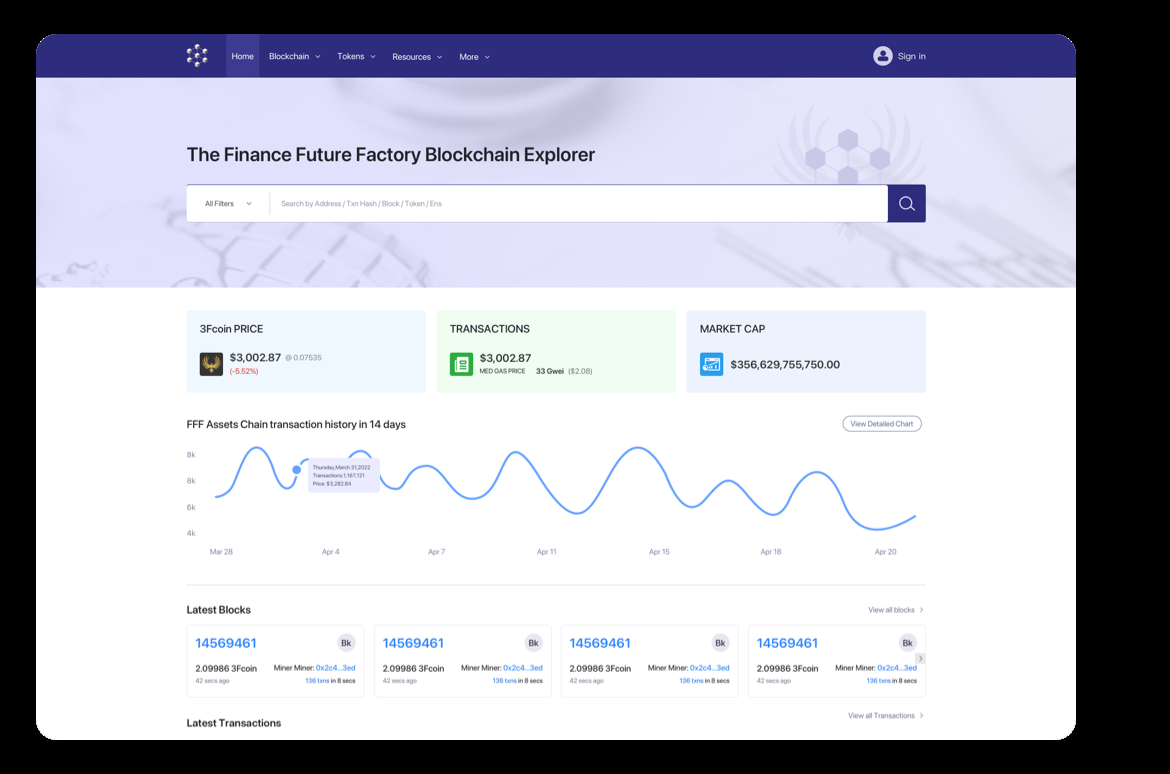 Home Blockchain Tokens Resources More Sign in
The Finance Future Factory Blockchain Explorer
All Filters Search by Address / Txn Hash / Block / Token / Ens
3Fcoin PRICE TRANSACTIONS MARKET CAP
$3,002.87 @ 0.07535 $3,002.87 $356,629,755,750.00
(-5.52%) MED GAS PRICE 33 Gwei ($2.08)
FFF Assets Chain transaction history in 14 days View Detailed Chart
8k
Thursday,March 31,2022
Transactions:1,167,121
8k
Price: $3,282.84
6k
4k
Mar 28 Apr 4 Apr 7 Apr 11 Apr 15 Apr 18 Apr 20
Latest Blocks View all blocks
14569461 Bk 14569461 Bk 14569461 Bk 14569461 Bk
2.09986 3Fcoin Miner Miner: 0x2c4...3ed 2.09986 3Fcoin Miner Miner: 0x2c4...3ed 2.09986 3Fcoin Miner Miner: 0x2c4...3ed 2.09986 3Fcoin Miner Miner: 0x2c4...3ed
42 secs ago 136 txns in 8 secs 42 secs ago 136 txns in 8 secs 42 secs ago 136 txns in 8 secs 42 secs ago 136 txns in 8 secs
Latest Transactions View all Transactions